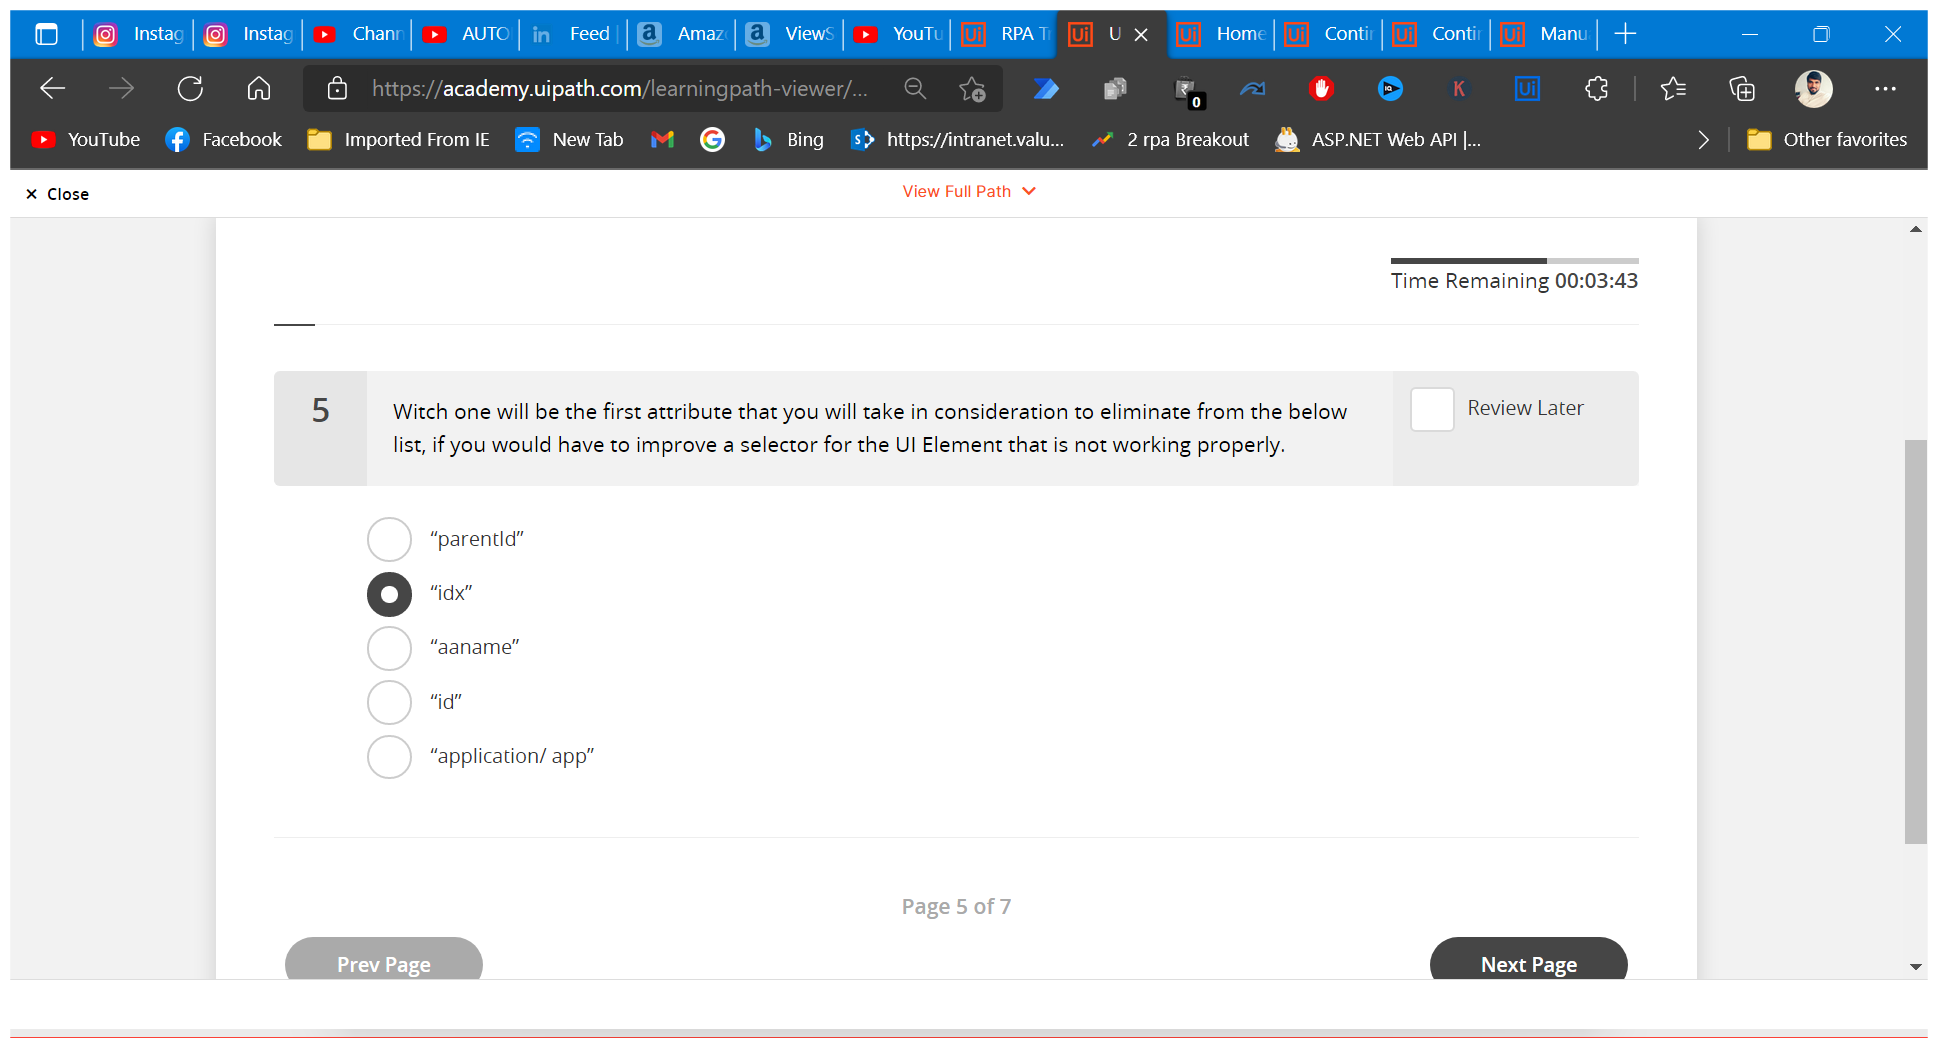 Instag
Instag
Chann
AUTO
Feed
Amaz
ViewS
YouTu
RPA T
U
Home
Contin
Contin
Manu
https://academy.uipath.com/learningpath-viewer/...
0
YouTube
Facebook
Imported From IE
New Tab
Bing
https://intranet.valu...
2 rpa Breakout
ASP.NET Web API |...
Other favorites
× Close
View Full Path
Time Remaining 00:03:43
5
Witch one will be the first attribute that you will take in consideration to eliminate from the below
list, if you would have to improve a selector for the UI Element that is not working properly.
Review Later
“parentId”
“idx”
“aaname”
“id”
“application/ app”
Page 5 of 7
Prev Page
Next Page